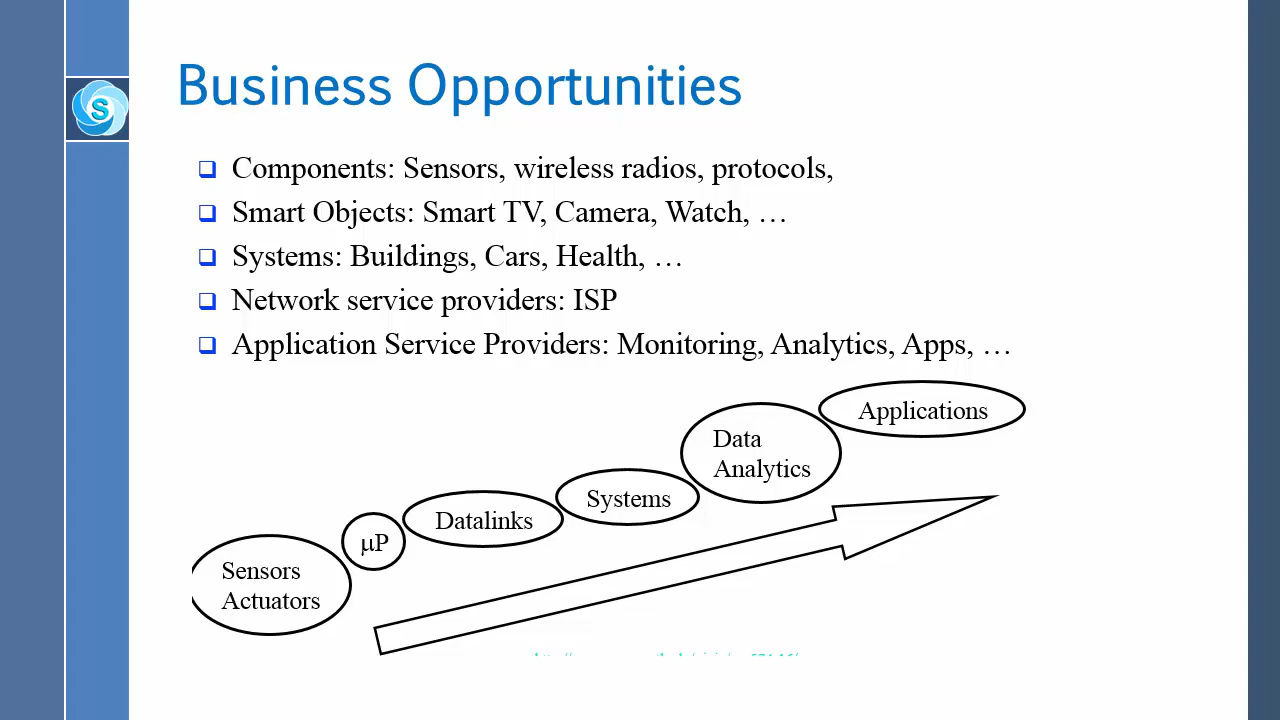 S
Business Opportunities
Components: Sensors, wireless radios, protocols,
Smart Objects: Smart TV, Camera, Watch, …
Systems: Buildings, Cars, Health, …
Network service providers: ISP
Application Service Providers: Monitoring, Analytics, Apps, …
Applications
Data
Analytics
Systems
Datalinks
μP
Sensors
Actuators